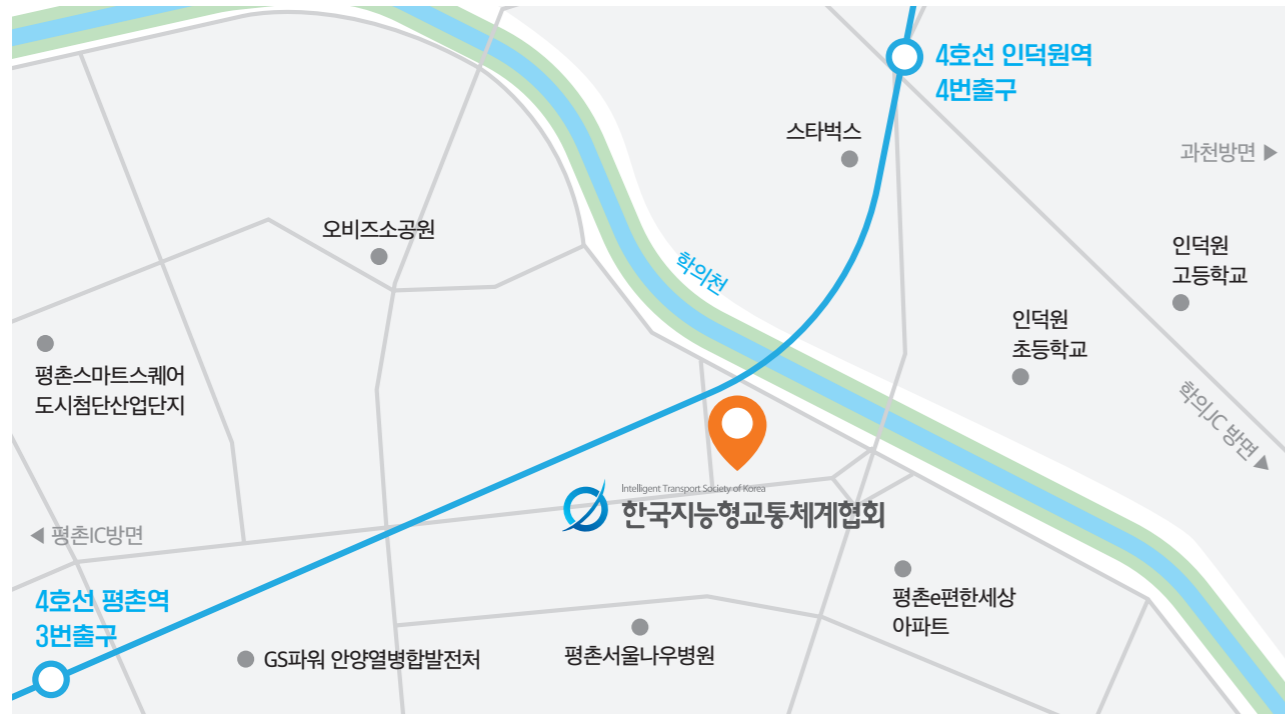 4호선 인덕원역
4번출구
스타벅스
과천방면 ▶
오비즈소공원
인덕원
고등학교
학의천
인덕원
초등학교
평촌스마트스퀘어
도시첨단산업단지
학의JC 방면 ▶
Intelligent Transport Society of Korea
한국지능형교통체계협회
◀ 평촌IC방면
4호선 평촌역
3번출구
평촌e편한세상
아파트
GS파워 안양열병합발전처
평촌서울나우병원